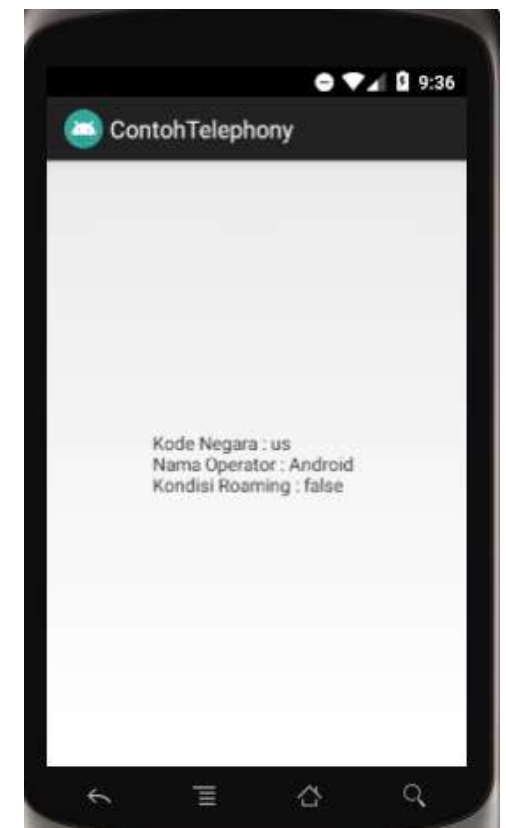 9:36
ContohTelephony
Kode Negara : us
Nama Operator : Android
Kondisi Roaming : false